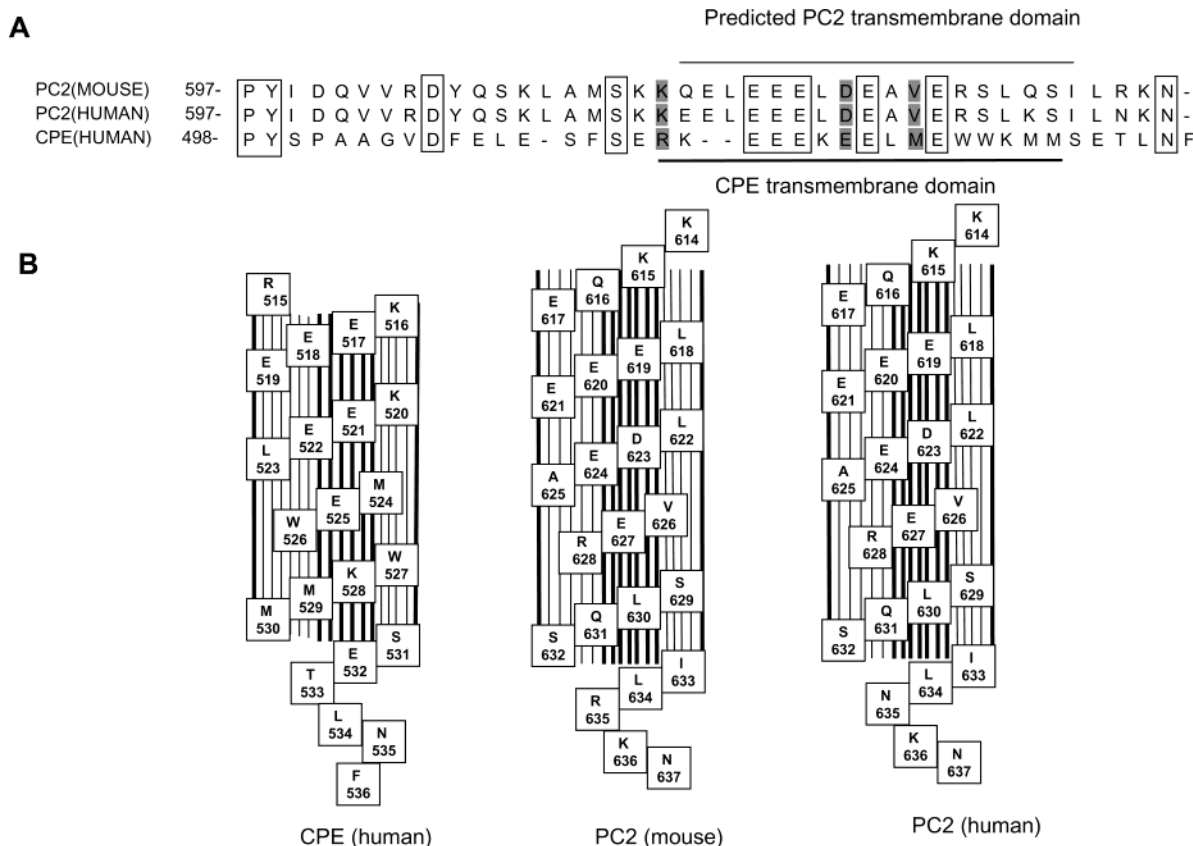 A
Predicted PC2 transmembrane domain
PC2(MOUSE) 597- P Y I D Q V V R D Y Q S K L A M S K K Q E L E E E L D E A V E R S L Q S I L R K N -
PC2(HUMAN) 597- P Y I D Q V V R D Y Q S K L A M S K K E E L E E E L D E A V E R S L K S I L N K N -
CPE(HUMAN) 498- P Y S P A A G V D F E L E - S F S E R K - - E E E K E E L M E W W K M M S E T L N F
CPE transmembrane domain
B
R 515
K 516
E 517
E 518
E 519
K 520
E 521
E 522
L 523
M 524
E 525
W 526
W 527
K 528
M 529
M 530
S 531
E 532
T 533
L 534
N 535
F 536
CPE (human)
K 614
K 615
Q 616
E 617
L 618
E 619
E 620
E 621
L 622
D 623
E 624
A 625
V 626
E 627
R 628
S 629
L 630
Q 631
S 632
I 633
L 634
R 635
K 636
N 637
PC2 (mouse)
K 614
K 615
Q 616
E 617
L 618
E 619
E 620
E 621
L 622
D 623
E 624
A 625
V 626
E 627
R 628
S 629
L 630
Q 631
S 632
I 633
L 634
N 635
K 636
N 637
PC2 (human)